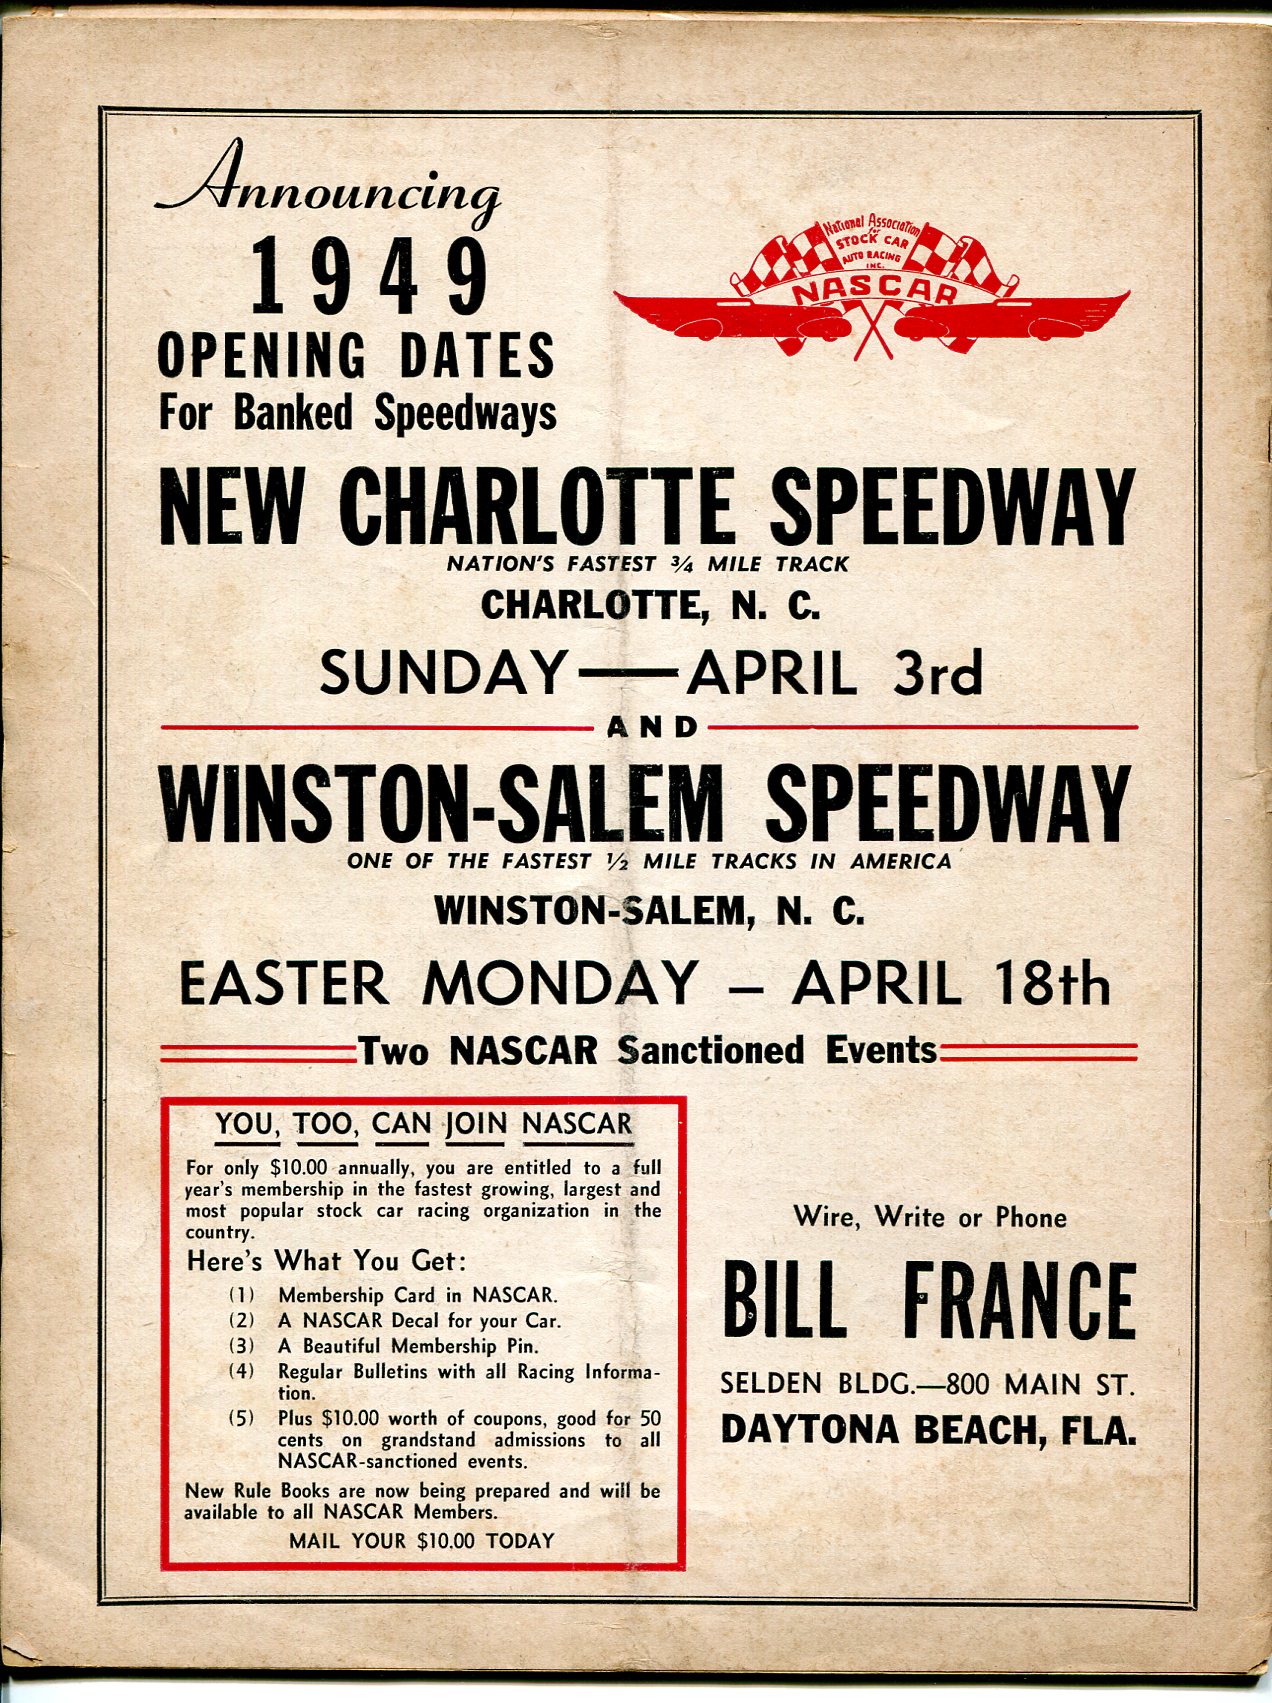 Announcing
1949
OPENING DATES
For Banked Speedways
National Association
for
STOCK CAR
AUTO RACING
INC.
NASCAR
NEW CHARLOTTE SPEEDWAY
NATION'S FASTEST ¾ MILE TRACK
CHARLOTTE, N. C.
SUNDAY—APRIL 3rd
AND
WINSTON-SALEM SPEEDWAY
ONE OF THE FASTEST ½ MILE TRACKS IN AMERICA
WINSTON-SALEM, N. C.
EASTER MONDAY – APRIL 18th
Two NASCAR Sanctioned Events
YOU, TOO, CAN JOIN NASCAR
For only $10.00 annually, you are entitled to a full
year's membership in the fastest growing, largest and
most popular stock car racing organization in the
country.
Here's What You Get:
(1) Membership Card in NASCAR.
(2) A NASCAR Decal for your Car.
(3) A Beautiful Membership Pin.
(4) Regular Bulletins with all Racing Informa-
tion.
(5) Plus $10.00 worth of coupons, good for 50
cents on grandstand admissions to all
NASCAR-sanctioned events.
New Rule Books are now being prepared and will be
available to all NASCAR Members.
MAIL YOUR $10.00 TODAY
Wire, Write or Phone
BILL FRANCE
SELDEN BLDG.—800 MAIN ST.
DAYTONA BEACH, FLA.